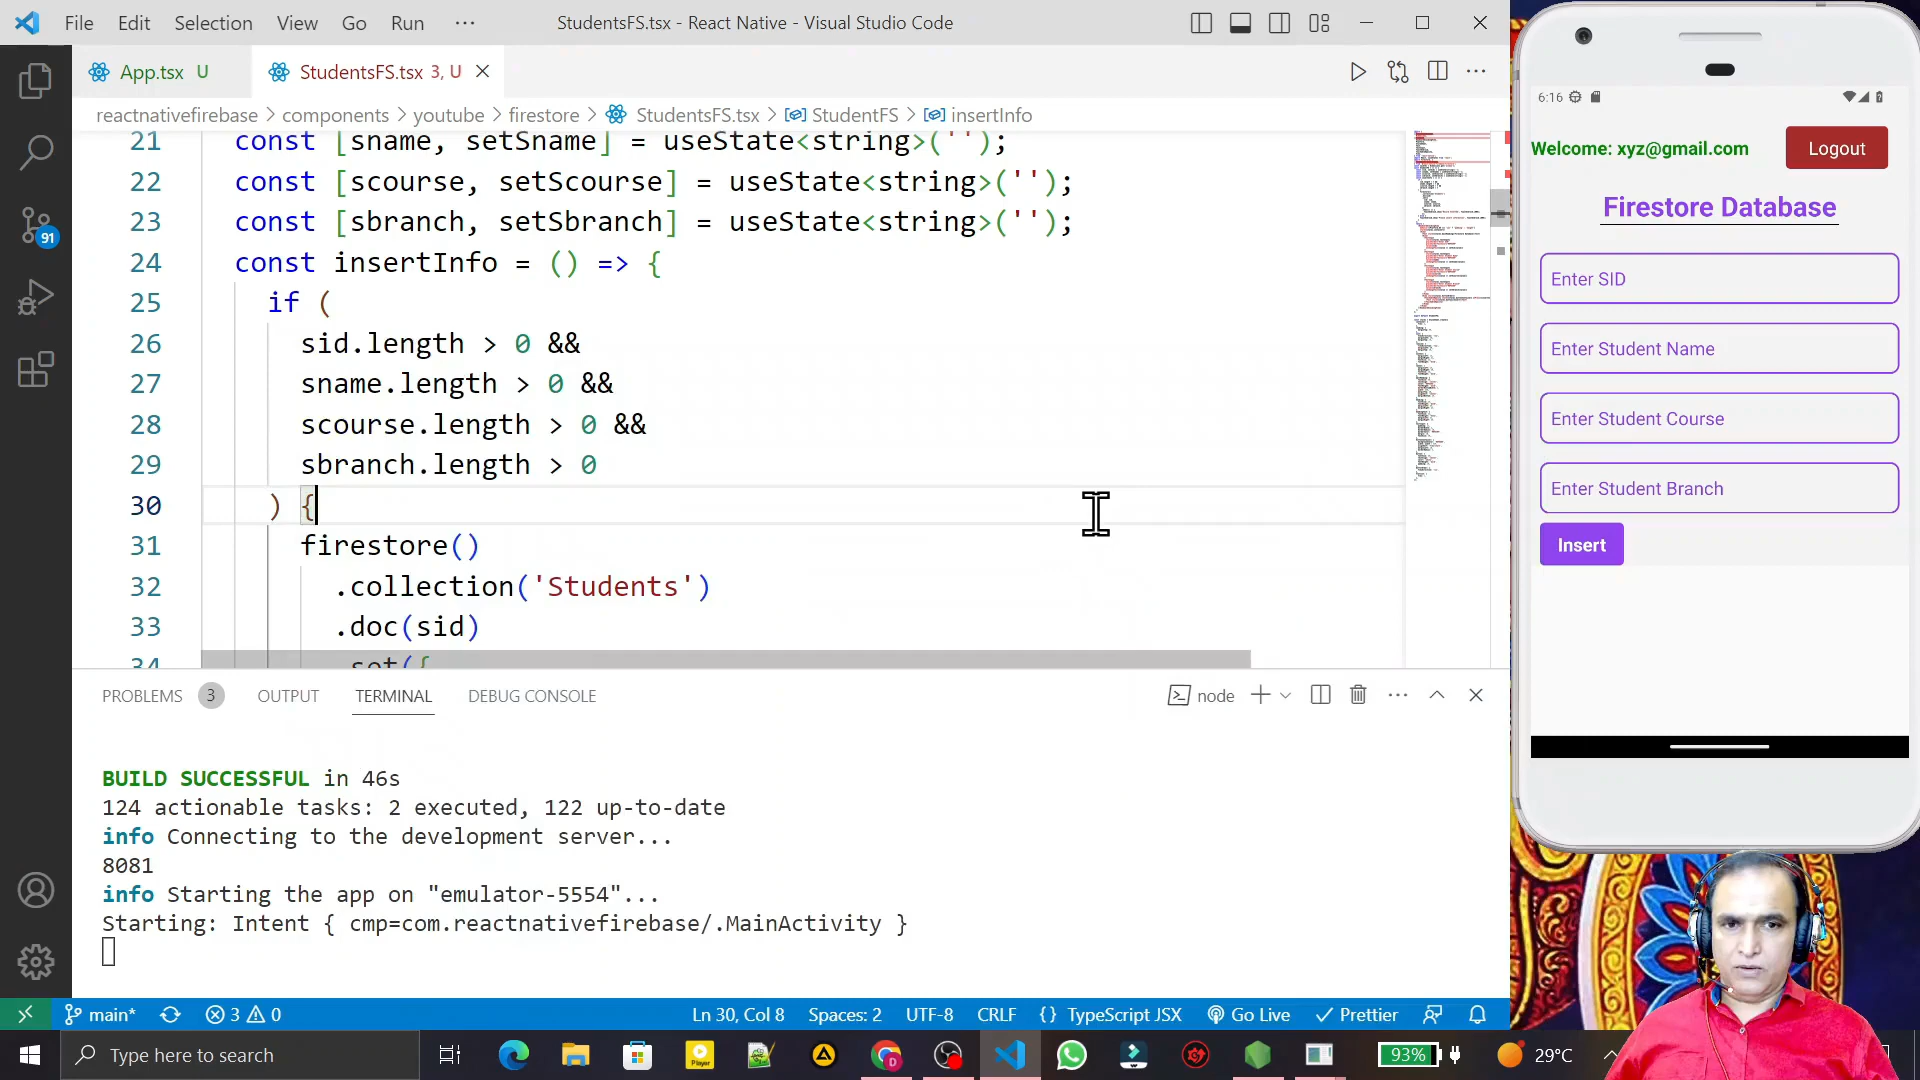 File Edit Selection View Go Run ··· StudentsFS.tsx - React Native - Visual Studio Code
App.tsx U StudentsFS.tsx 3, U
reactnativefirebase > components > youtube > firestore > StudentsFS.tsx > StudentFS > insertInfo
21 const [sname, setSname] = useState<string>('');
22 const [scourse, setScourse] = useState<string>('');
23 const [sbranch, setSbranch] = useState<string>('');
24 const insertInfo = () => {
25 if (
26 sid.length > 0 &&
27 sname.length > 0 &&
28 scourse.length > 0 &&
29 sbranch.length > 0
30 ) {
31 firestore()
32 .collection('Students')
33 .doc(sid)
34 .set({
91
PROBLEMS 3 OUTPUT TERMINAL DEBUG CONSOLE node
BUILD SUCCESSFUL in 46s
124 actionable tasks: 2 executed, 122 up-to-date
info Connecting to the development server...
8081
info Starting the app on "emulator-5554"...
Starting: Intent { cmp=com.reactnativefirebase/.MainActivity }
main* 3 0 Ln 30, Col 8 Spaces: 2 UTF-8 CRLF {} TypeScript JSX Go Live Prettier
Type here to search
Player
93% 29°C
6:16
Welcome: xyz@gmail.com Logout
Firestore Database
Enter SID
Enter Student Name
Enter Student Course
Enter Student Branch
Insert